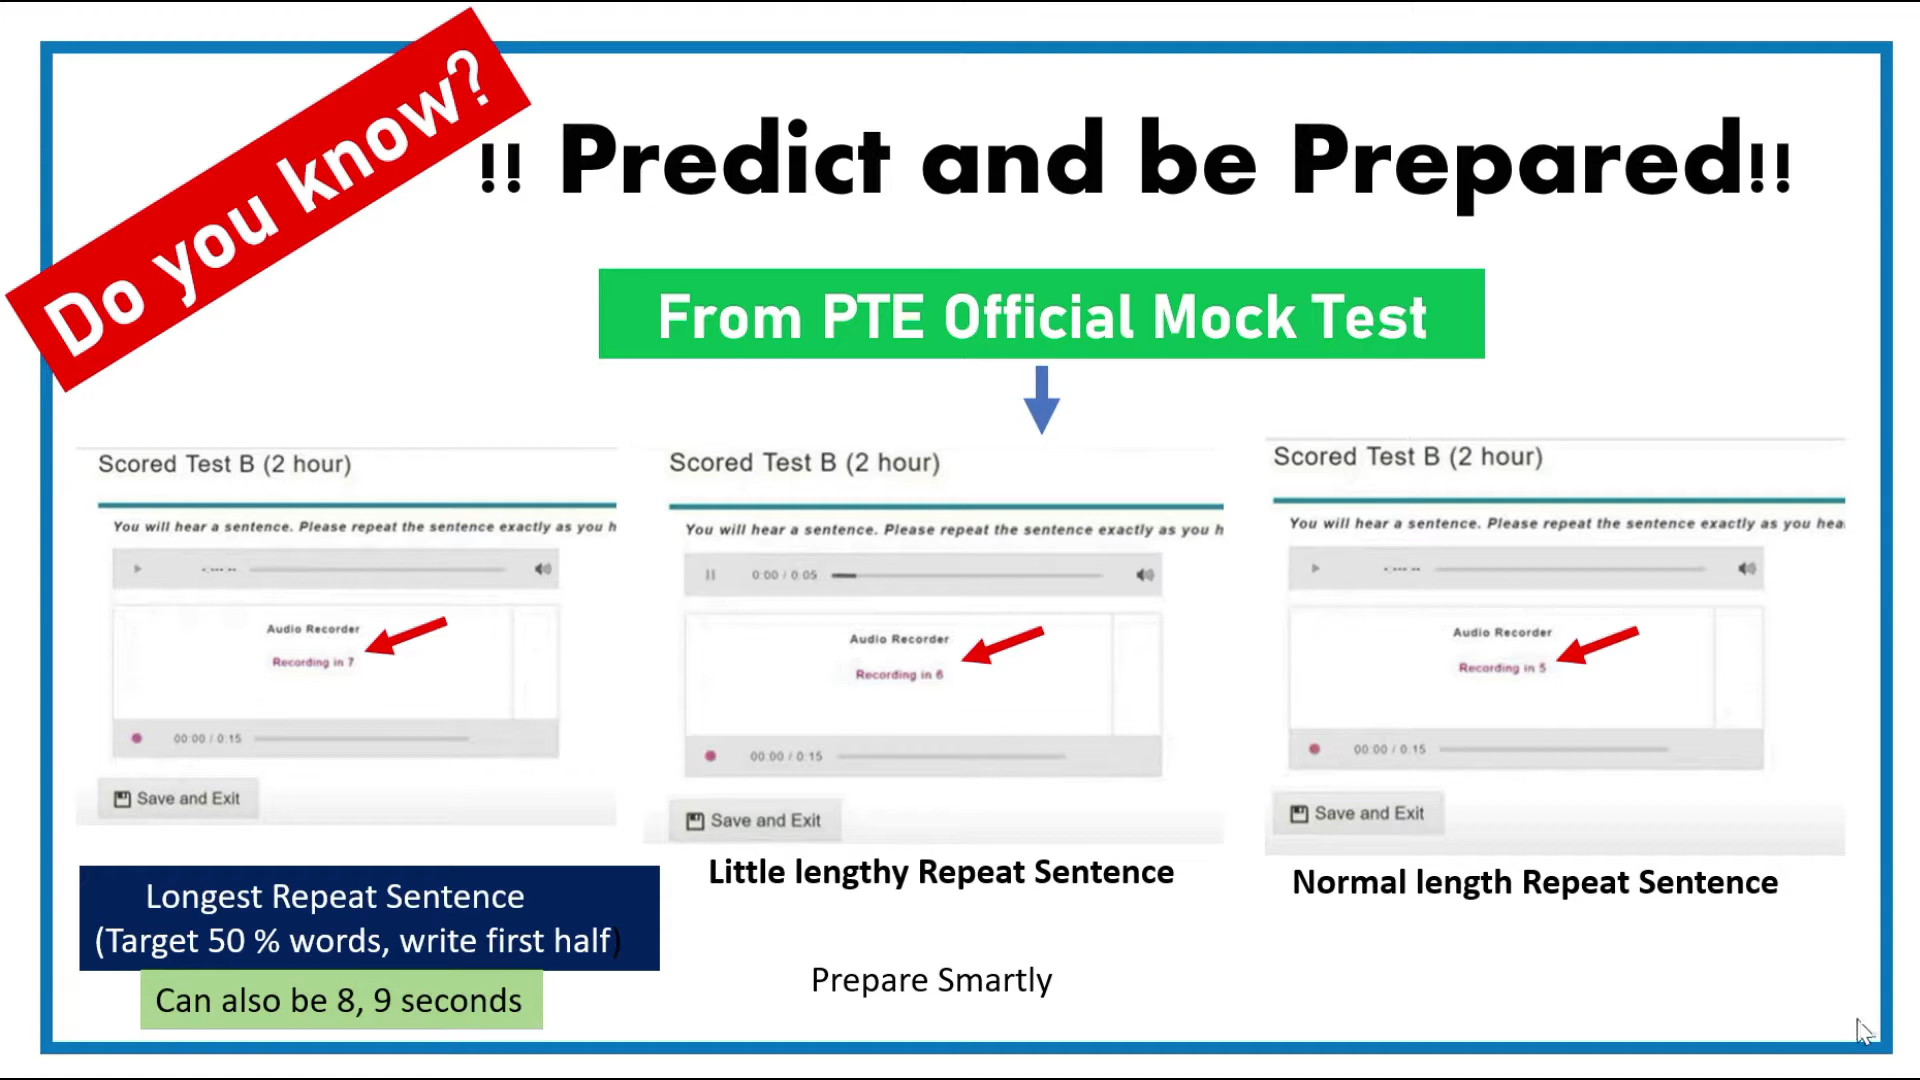 Do you know?
!! Predict and be Prepared!!
From PTE Official Mock Test
Scored Test B (2 hour)
You will hear a sentence. Please repeat the sentence exactly as you h
Audio Recorder
Recording in 7
00:00 / 0:15
Save and Exit
Longest Repeat Sentence
(Target 50 % words, write first half)
Can also be 8, 9 seconds
Scored Test B (2 hour)
You will hear a sentence. Please repeat the sentence exactly as you h
0:00 / 0:05
Audio Recorder
Recording in 6
00:00 / 0:15
Save and Exit
Little lengthy Repeat Sentence
Prepare Smartly
Scored Test B (2 hour)
You will hear a sentence. Please repeat the sentence exactly as you hea
Audio Recorder
Recording in 5
00:00 / 0:15
Save and Exit
Normal length Repeat Sentence